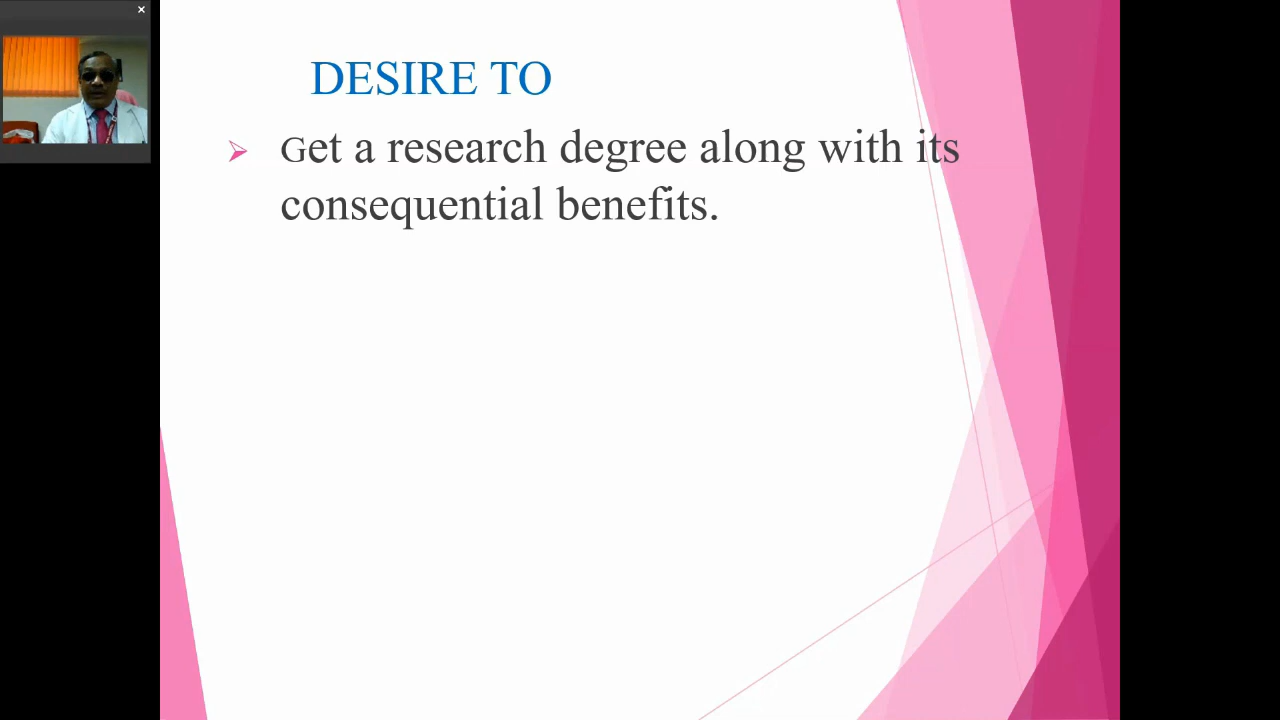 DESIRE TO
➢ Get a research degree along with its
consequential benefits.